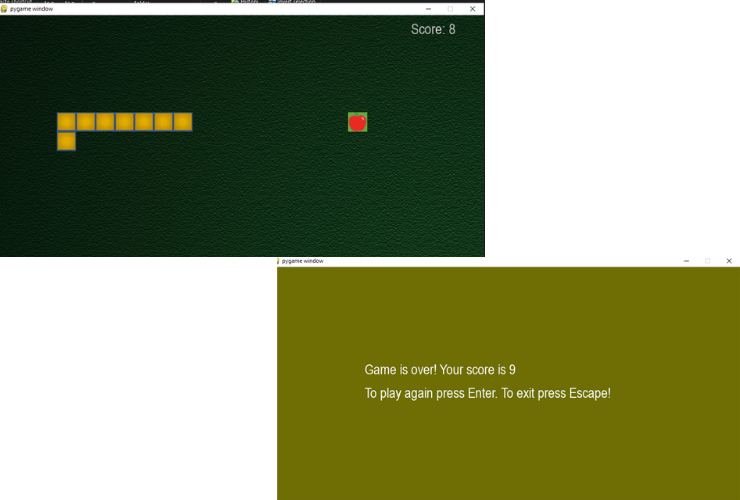 pygame window
Score: 8
pygame window
Game is over! Your score is 9
To play again press Enter. To exit press Escape!